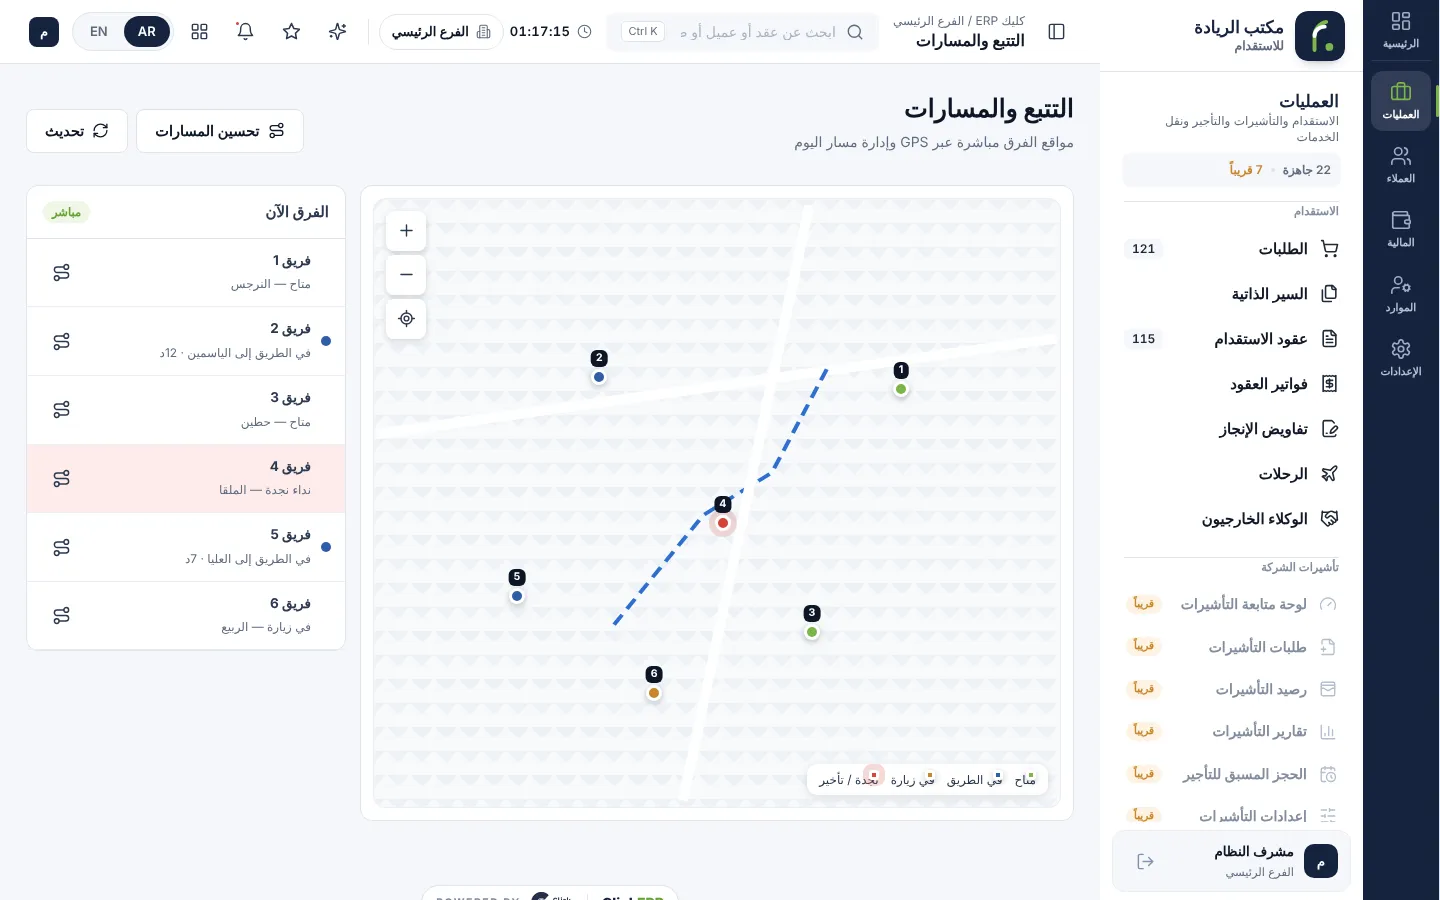 الرئيسية
العمليات
العملاء
المالية
الموارد
الإعدادات
مكتب الريادة
للاستقدام
العمليات
الاستقدام والتأشيرات والتأجير ونقل
الخدمات
22 جاهزة • 7 قريباً
الاستقدام
الطلبات 121
السير الذاتية
عقود الاستقدام 115
فواتير العقود
تفاويض الإنجاز
الرحلات
الوكلاء الخارجيون
تأشيرات الشركة
لوحة متابعة التأشيرات قريباً
طلبات التأشيرات قريباً
رصيد التأشيرات قريباً
تقارير التأشيرات قريباً
الحجز المسبق للتأجير قريباً
إعدادات التأشيرات قريباً
مشرف النظام
الفرع الرئيسي
م
كليك ERP / الفرع الرئيسي
التتبع والمسارات
ابحث عن عقد أو عميل أو ص Ctrl K
01:17:15
الفرع الرئيسي
AR EN
م
التتبع والمسارات
مواقع الفرق مباشرة عبر GPS وإدارة مسار اليوم
تحسين المسارات
تحديث
+
−
2
1
4
5
3
6
متاح
في الطريق
في زيارة
نجدة / تأخير
الفرق الآن
مباشر
فريق 1
متاح — النرجس
فريق 2
في الطريق إلى الياسمين · 12د
فريق 3
متاح — حطين
فريق 4
نداء نجدة — الملقا
فريق 5
في الطريق إلى العليا · 7د
فريق 6
في زيارة — الربيع
POWERED BY
Click
Click ERP